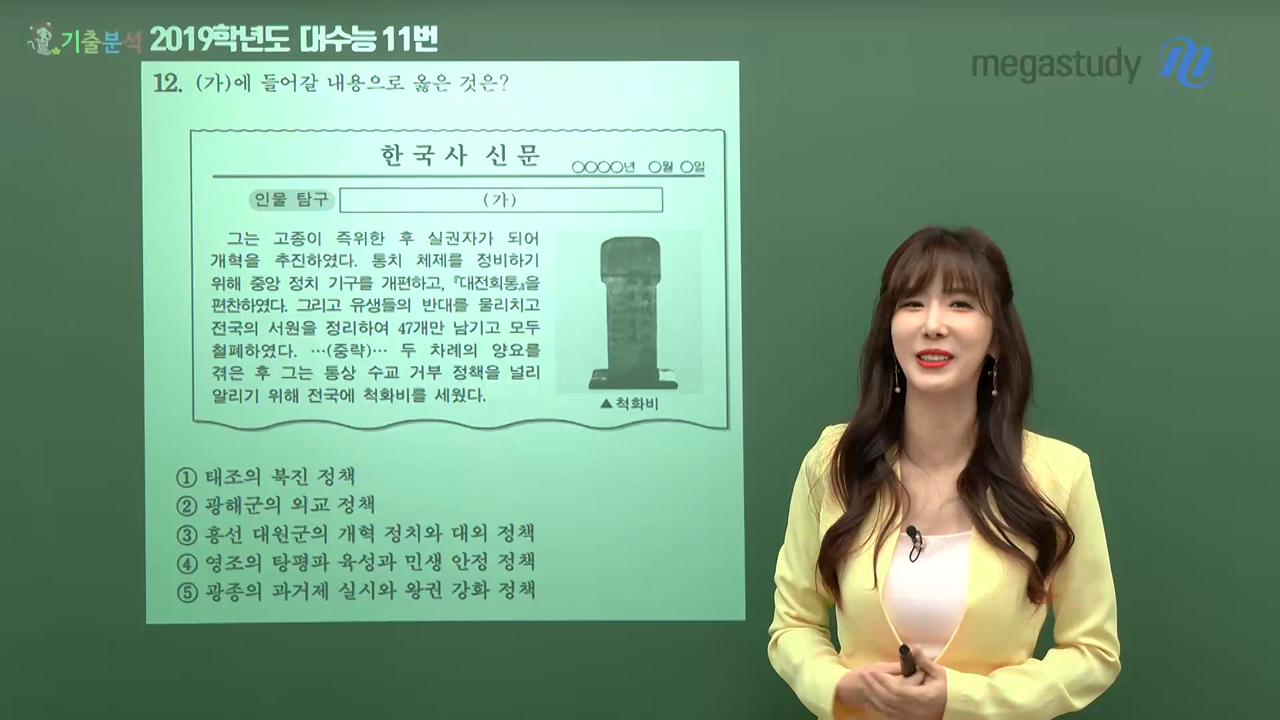 기출분석 2019학년도 대수능 11번
megastudy
12. (가)에 들어갈 내용으로 옳은 것은?
한국사 신문
○○○○년 ○월 ○일
인물 탐구
(가)
그는 고종이 즉위한 후 실권자가 되어
개혁을 추진하였다. 통치 체제를 정비하기
위해 중앙 정치 기구를 개편하고, 『대전회통』을
편찬하였다. 그리고 유생들의 반대를 물리치고
전국의 서원을 정리하여 47개만 남기고 모두
철폐하였다. …(중략)… 두 차례의 양요를
겪은 후 그는 통상 수교 거부 정책을 널리
알리기 위해 전국에 척화비를 세웠다.
▲척화비
① 태조의 북진 정책
② 광해군의 외교 정책
③ 흥선 대원군의 개혁 정치와 대외 정책
④ 영조의 탕평파 육성과 민생 안정 정책
⑤ 광종의 과거제 실시와 왕권 강화 정책